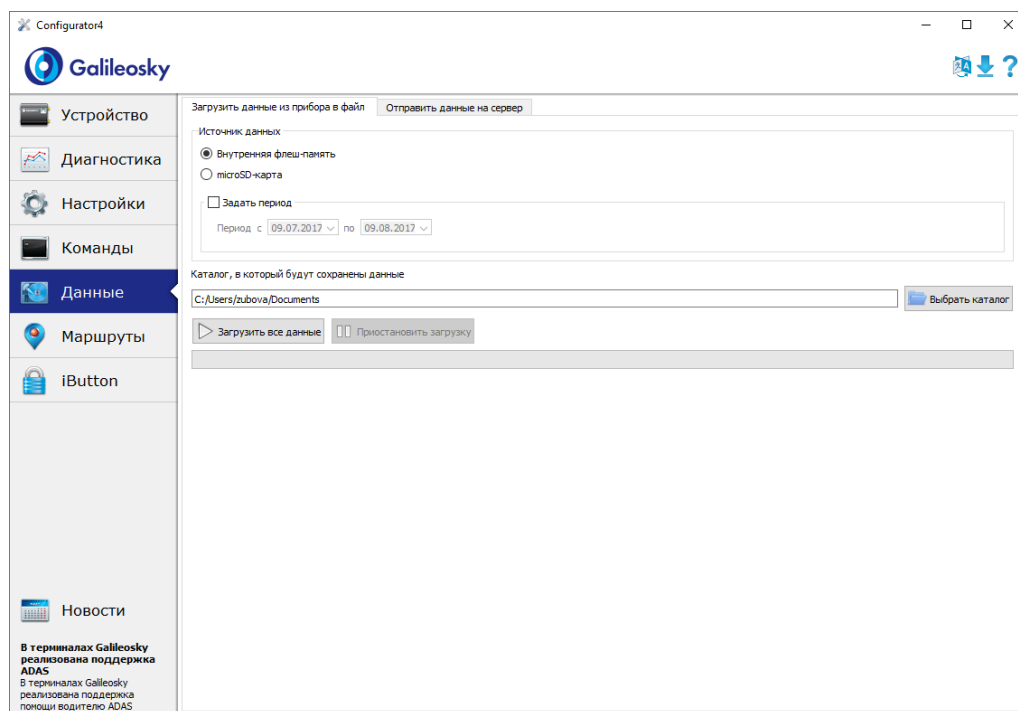 Configurator4
Galileosky
Устройство
Диагностика
Настройки
Команды
Данные
Маршруты
iButton
Новости
В терминалах Galileosky
реализована поддержка
ADAS
В терминалах Galileosky
реализована поддержка
помощи водителю ADAS
Загрузить данные из прибора в файл
Отправить данные на сервер
Источник данных
Внутренняя флеш-память
microSD-карта
Задать период
Период с 09.07.2017 по 09.08.2017
Каталог, в который будут сохранены данные
C:/Users/zubova/Documents
Выбрать каталог
Загрузить все данные
Приостановить загрузку